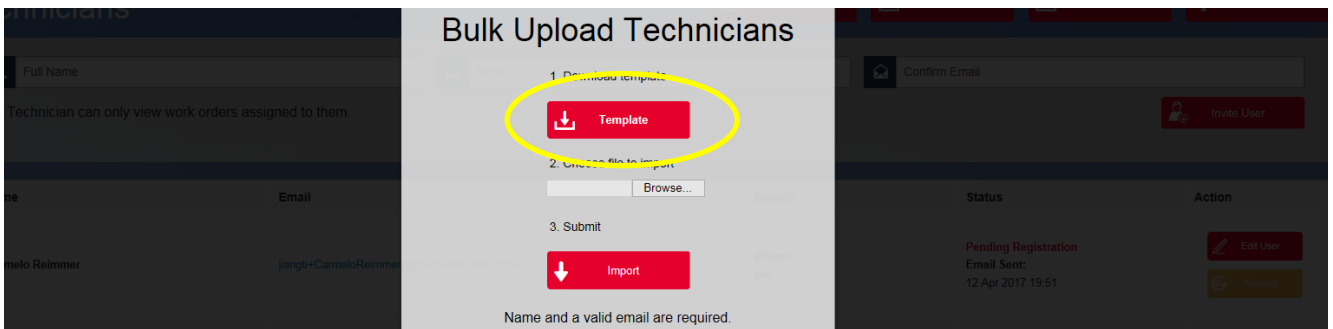 Technicians
Bulk Upload Technicians
1. Download template
Full Name
Confirm Email
Technician can only view work orders assigned to them.
Template
Invite User
2. Choose file to import
Browse...
Email
Status
Action
3. Submit
Pending Registration
Edit User
Reimmer
Email Sent:
Import
12 Apr 2017 19:51
Name and a valid email are required.